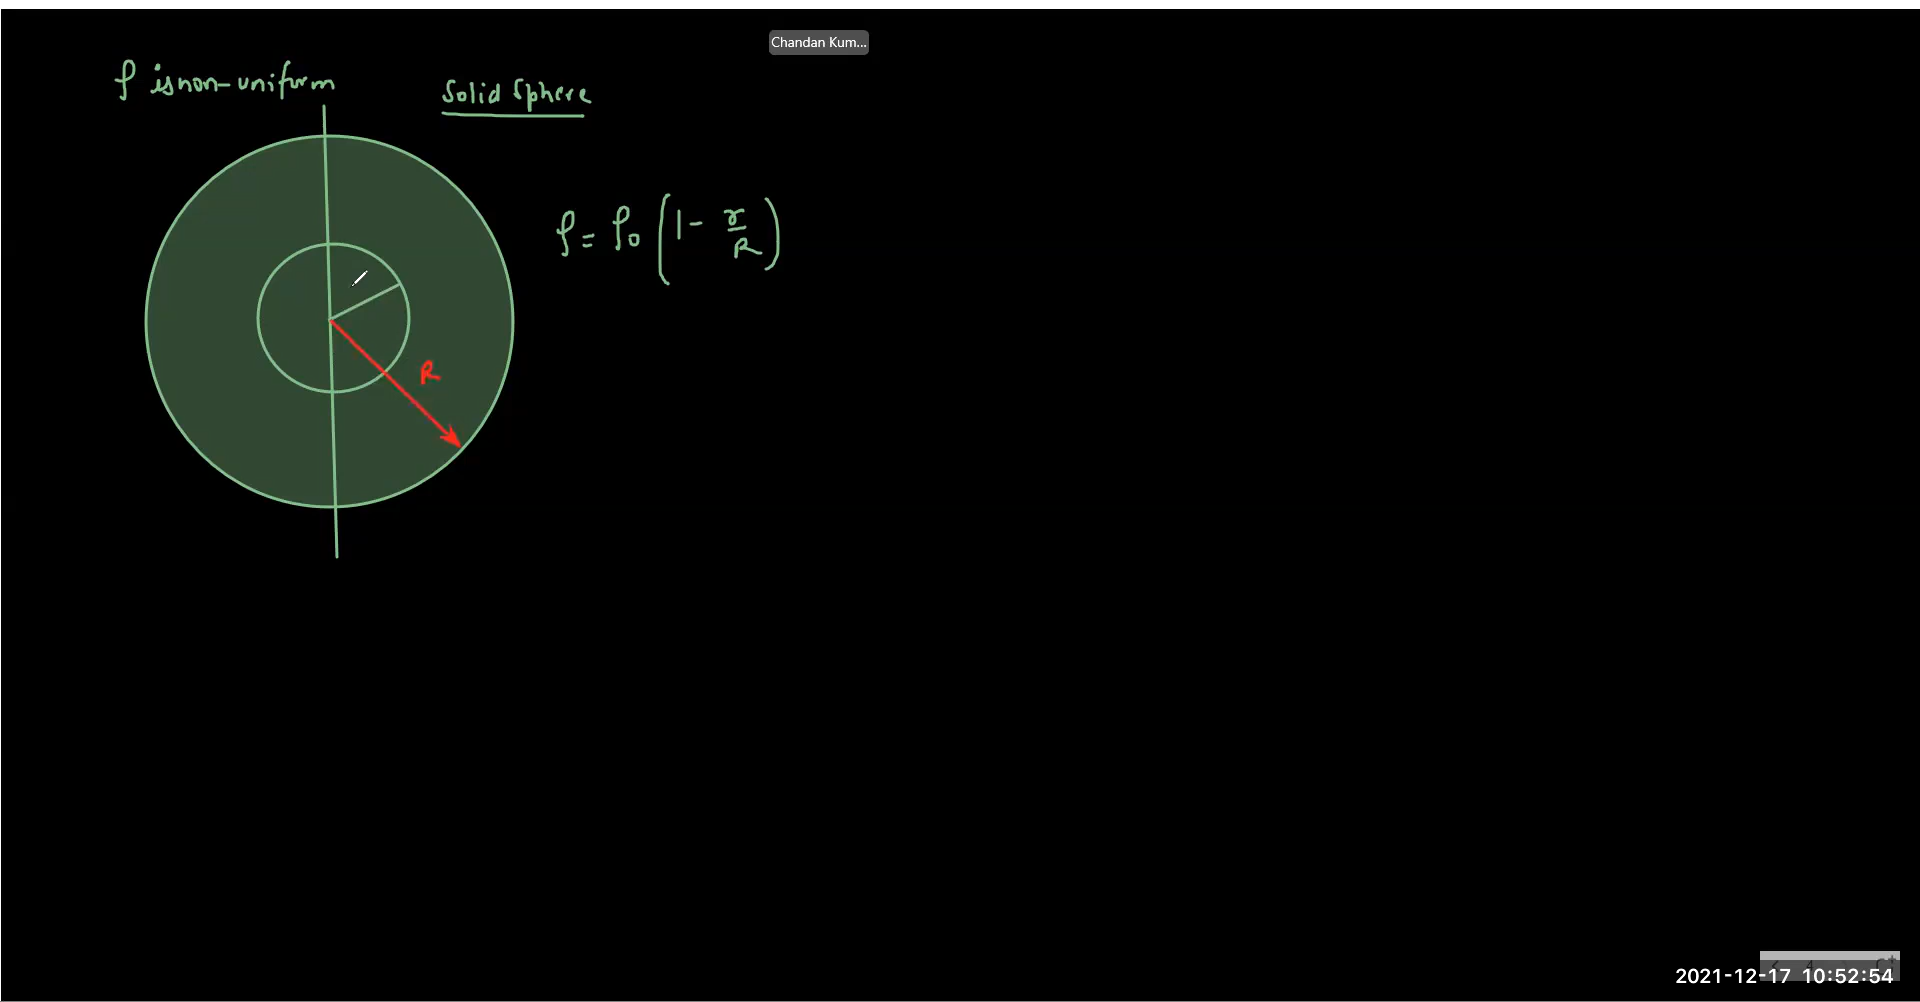 Chandan Kum...
ρ is non-uniform
Solid Sphere
ρ = ρ₀ (1 - r/R)
R
2021-12-17 10:52:54